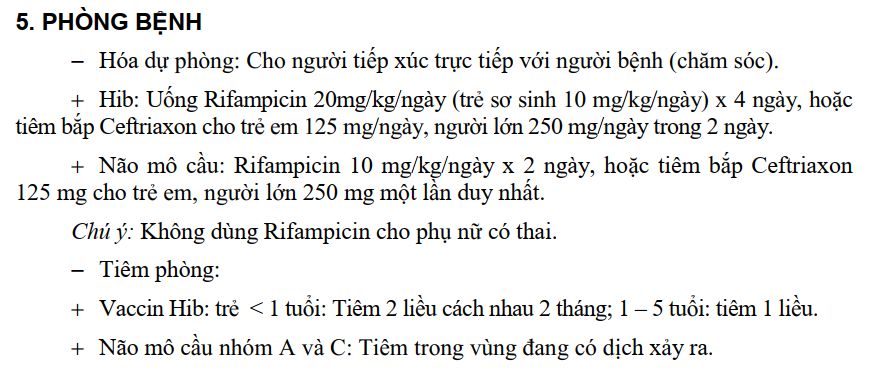 5. PHÒNG BỆNH
– Hóa dự phòng: Cho người tiếp xúc trực tiếp với người bệnh (chăm sóc).
+ Hib: Uống Rifampicin 20mg/kg/ngày (trẻ sơ sinh 10 mg/kg/ngày) x 4 ngày, hoặc
tiêm bắp Ceftriaxon cho trẻ em 125 mg/ngày, người lớn 250 mg/ngày trong 2 ngày.
+ Não mô cầu: Rifampicin 10 mg/kg/ngày x 2 ngày, hoặc tiêm bắp Ceftriaxon
125 mg cho trẻ em, người lớn 250 mg một lần duy nhất.
Chú ý: Không dùng Rifampicin cho phụ nữ có thai.
– Tiêm phòng:
+ Vaccin Hib: trẻ < 1 tuổi: Tiêm 2 liều cách nhau 2 tháng; 1 – 5 tuổi: tiêm 1 liều.
+ Não mô cầu nhóm A và C: Tiêm trong vùng đang có dịch xảy ra.